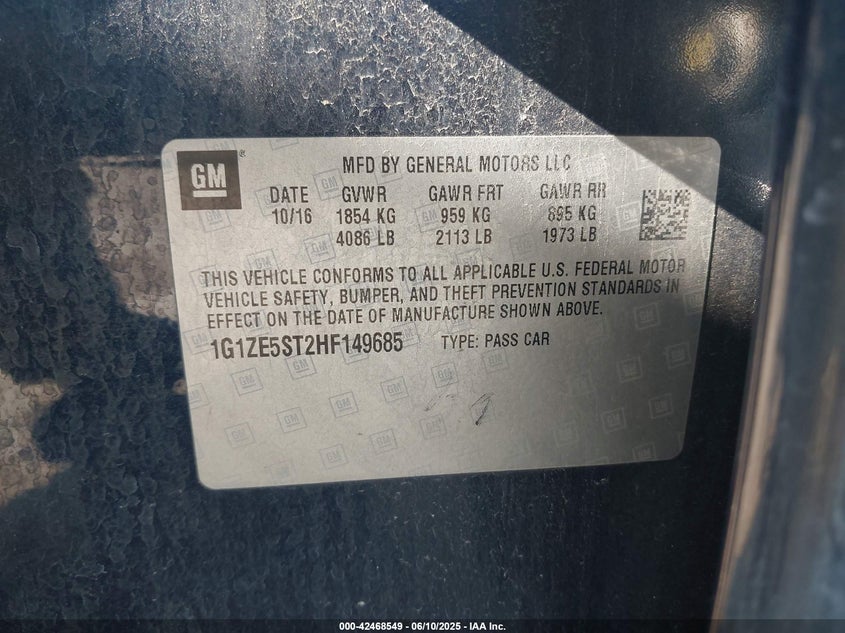 GM
MFD BY GENERAL MOTORS LLC
DATE GVWR GAWR FRT GAWR RR
10/16 1854 KG 959 KG 895 KG
4086 LB 2113 LB 1973 LB
THIS VEHICLE CONFORMS TO ALL APPLICABLE U.S. FEDERAL MOTOR
VEHICLE SAFETY, BUMPER, AND THEFT PREVENTION STANDARDS IN
EFFECT ON THE DATE OF MANUFACTURE SHOWN ABOVE.
1G1ZE5ST2HF149685 TYPE: PASS CAR
000-42468549 - 06/10/2025 - IAA Inc.